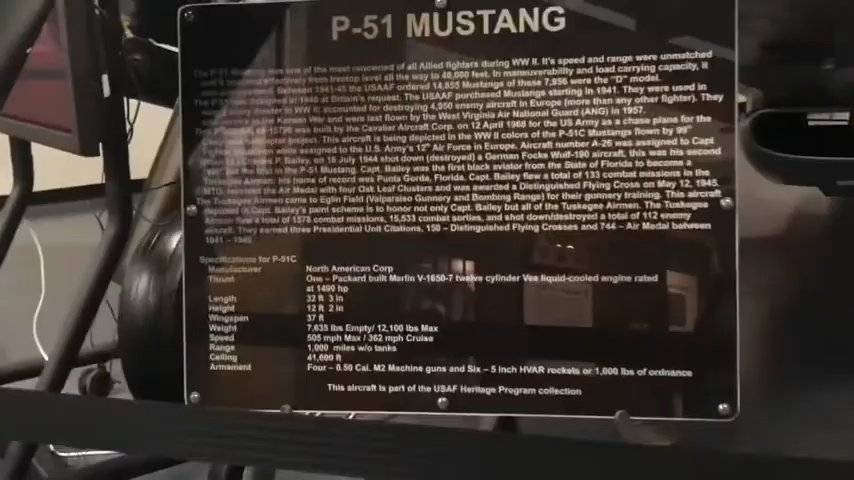 P-51 MUSTANG
was one of the most renowned of all Allied fighters during WW II. It's speed and range were unmatched
from treetop level all the way to 40,000 feet. In maneuverability and load carrying capacity, it
Between 1941-45 the USAAF ordered 14,855 Mustangs of these 7,956 were the "D" model.
in 1940 at Britain's request. The USAAF purchased Mustangs starting in 1941. They were used in
accounted for destroying 4,950 enemy aircraft in Europe (more than any other fighter). They
Korean War and were last flown by the West Virginia Air National Guard (ANG) in 1957.
was built by the Cavalier Aircraft Corp. on 12 April 1968 for the US Army as a chase plane for the
project. This aircraft is being depicted in the WW II colors of the P-51C Mustangs flown by 99th
assigned to the U.S. Army's 12th Air Force in Europe. Aircraft number A-26 was assigned to Capt
P. Bailey, on 18 July 1944 shot down (destroyed) a German Focke Wulf-190 aircraft, this was his second
in the P-51 Mustang. Capt. Bailey was the first black aviator from the State of Florida to become a
Tuskegee Airman; his home of record was Punta Gorda, Florida. Capt. Bailey flew a total of 133 combat missions in the
MTO, received the Air Medal with four Oak Leaf Clusters and was awarded a Distinguished Flying Cross on May 12, 1945.
The Tuskegee Airmen came to Eglin Field (Valparaiso Gunnery and Bombing Range) for their gunnery training. This aircraft
depicted in Capt. Bailey's paint scheme is to honor not only Capt. Bailey but all of the Tuskegee Airmen. The Tuskegee
Airmen flew a total of 1578 combat missions, 15,533 combat sorties, and shot down/destroyed a total of 112 enemy
aircraft. They earned three Presidential Unit Citations, 150 – Distinguished Flying Crosses and 744 – Air Medal between
1941 –
Specifications for P-51C
Manufacturer North American Corp
Thrust One – Packard built Merlin V-1650-7 twelve cylinder Vee liquid-cooled engine rated
at 1490 hp
Length 32 ft 3 in
Height 12 ft 2 in
Wingspan 37 ft
Weight 7,635 lbs Empty/ 12,100 lbs Max
Speed 505 mph Max / 362 mph Cruise
Range 1,000 miles w/o tanks
Ceiling 41,600 ft
Armament Four – 0.50 Cal. M2 Machine guns and Six – 5 inch HVAR rockets or 1,000 lbs of ordnance
This aircraft is part of the USAF Heritage Program collection